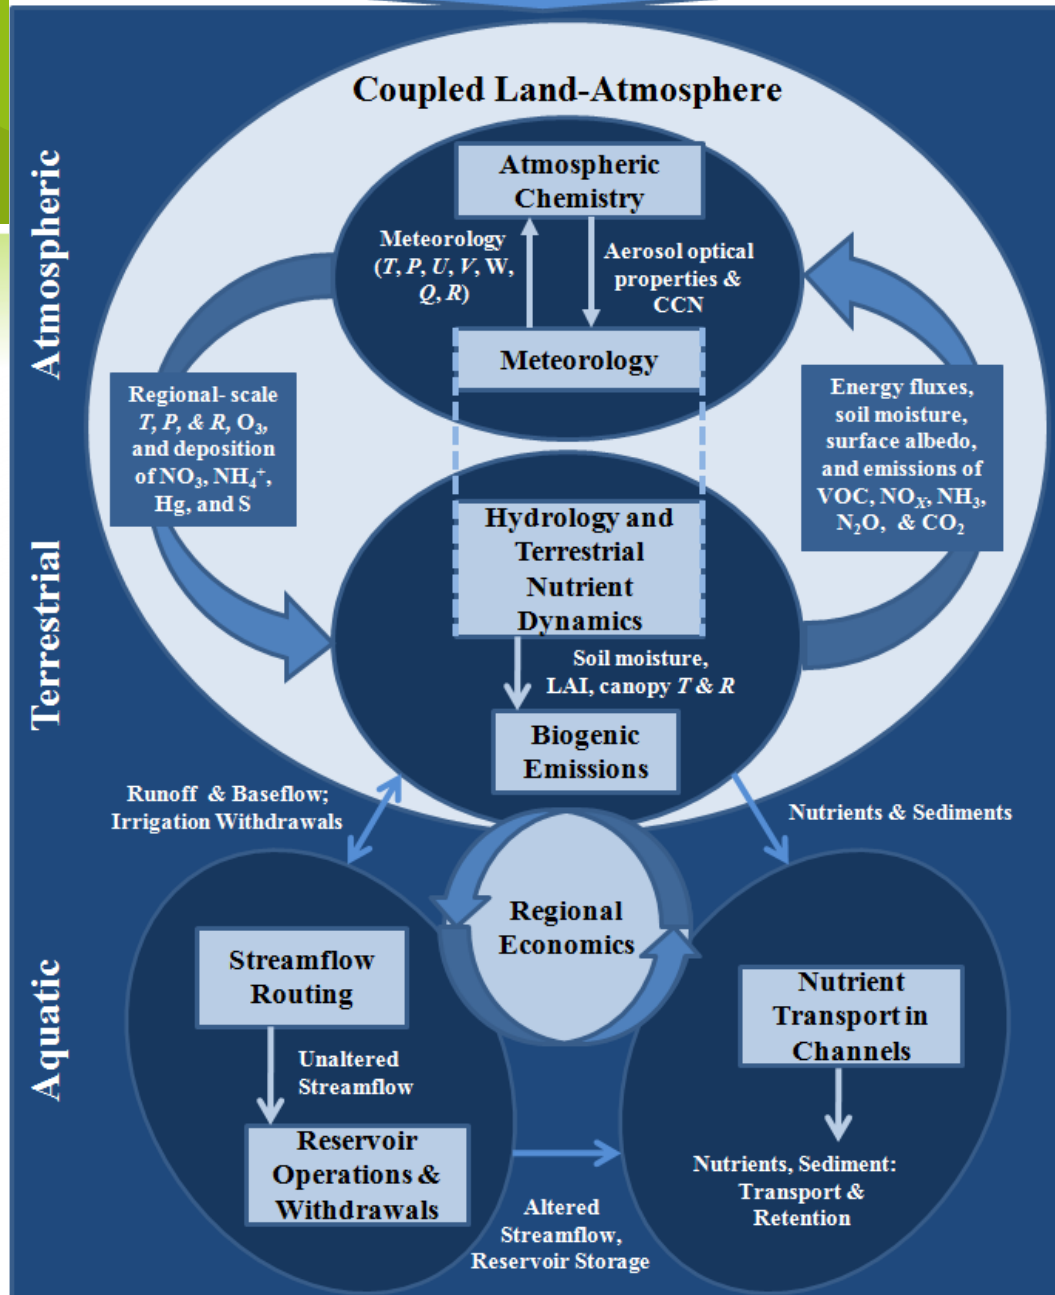 Coupled Land-Atmosphere
Atmospheric
Atmospheric
Chemistry
Meteorology
(T, P, U, V, W,
Q, R)
Aerosol optical
properties &
CCN
Meteorology
Regional- scale
T, P, & R, O₃,
and deposition
of NO₃, NH₄⁺,
Hg, and S
Energy fluxes,
soil moisture,
surface albedo,
and emissions of
VOC, NOₓ, NH₃,
N₂O, & CO₂
Terrestrial
Hydrology and
Terrestrial
Nutrient
Dynamics
Soil moisture,
LAI, canopy T & R
Biogenic
Emissions
Runoff & Baseflow;
Irrigation Withdrawals
Nutrients & Sediments
Regional
Economics
Aquatic
Streamflow
Routing
Unaltered
Streamflow
Reservoir
Operations &
Withdrawals
Altered
Streamflow,
Reservoir Storage
Nutrient
Transport in
Channels
Nutrients, Sediment:
Transport &
Retention